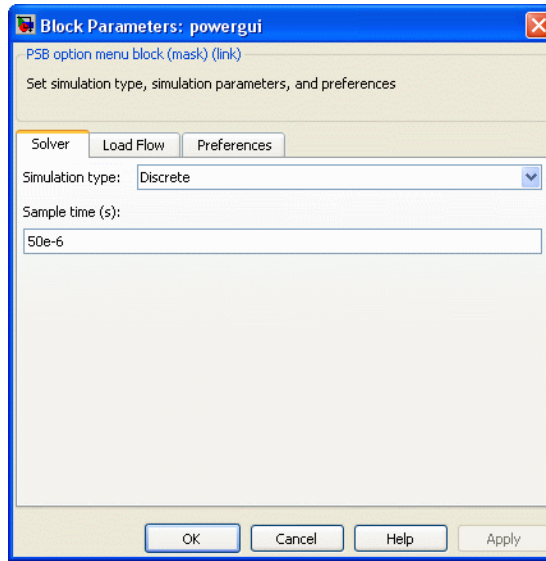 Block Parameters: powergui
PSB option menu block (mask) (link)
Set simulation type, simulation parameters, and preferences
Solver Load Flow Preferences
Simulation type: Discrete
Sample time (s):
50e-6
OK Cancel Help Apply